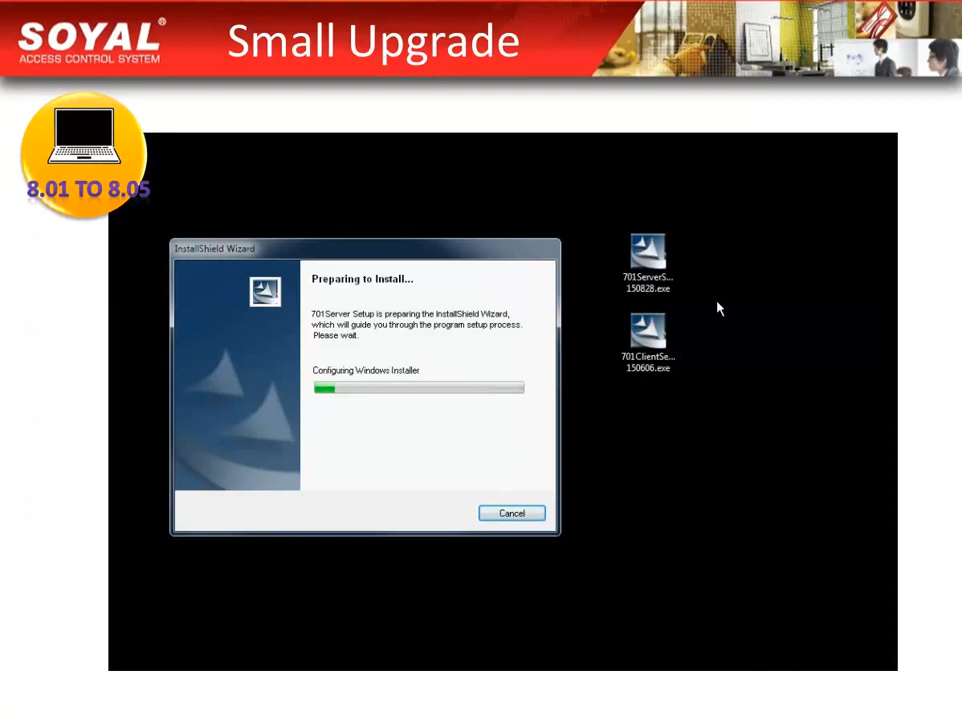 SOYAL®
ACCESS CONTROL SYSTEM
Small Upgrade
8.01 TO 8.05
InstallShield Wizard
Preparing to Install...
701Server Setup is preparing the InstallShield Wizard,
which will guide you through the program setup process.
Please wait.
Configuring Windows Installer
Cancel
701ServerS...
150828.exe
701ClientSe...
150606.exe